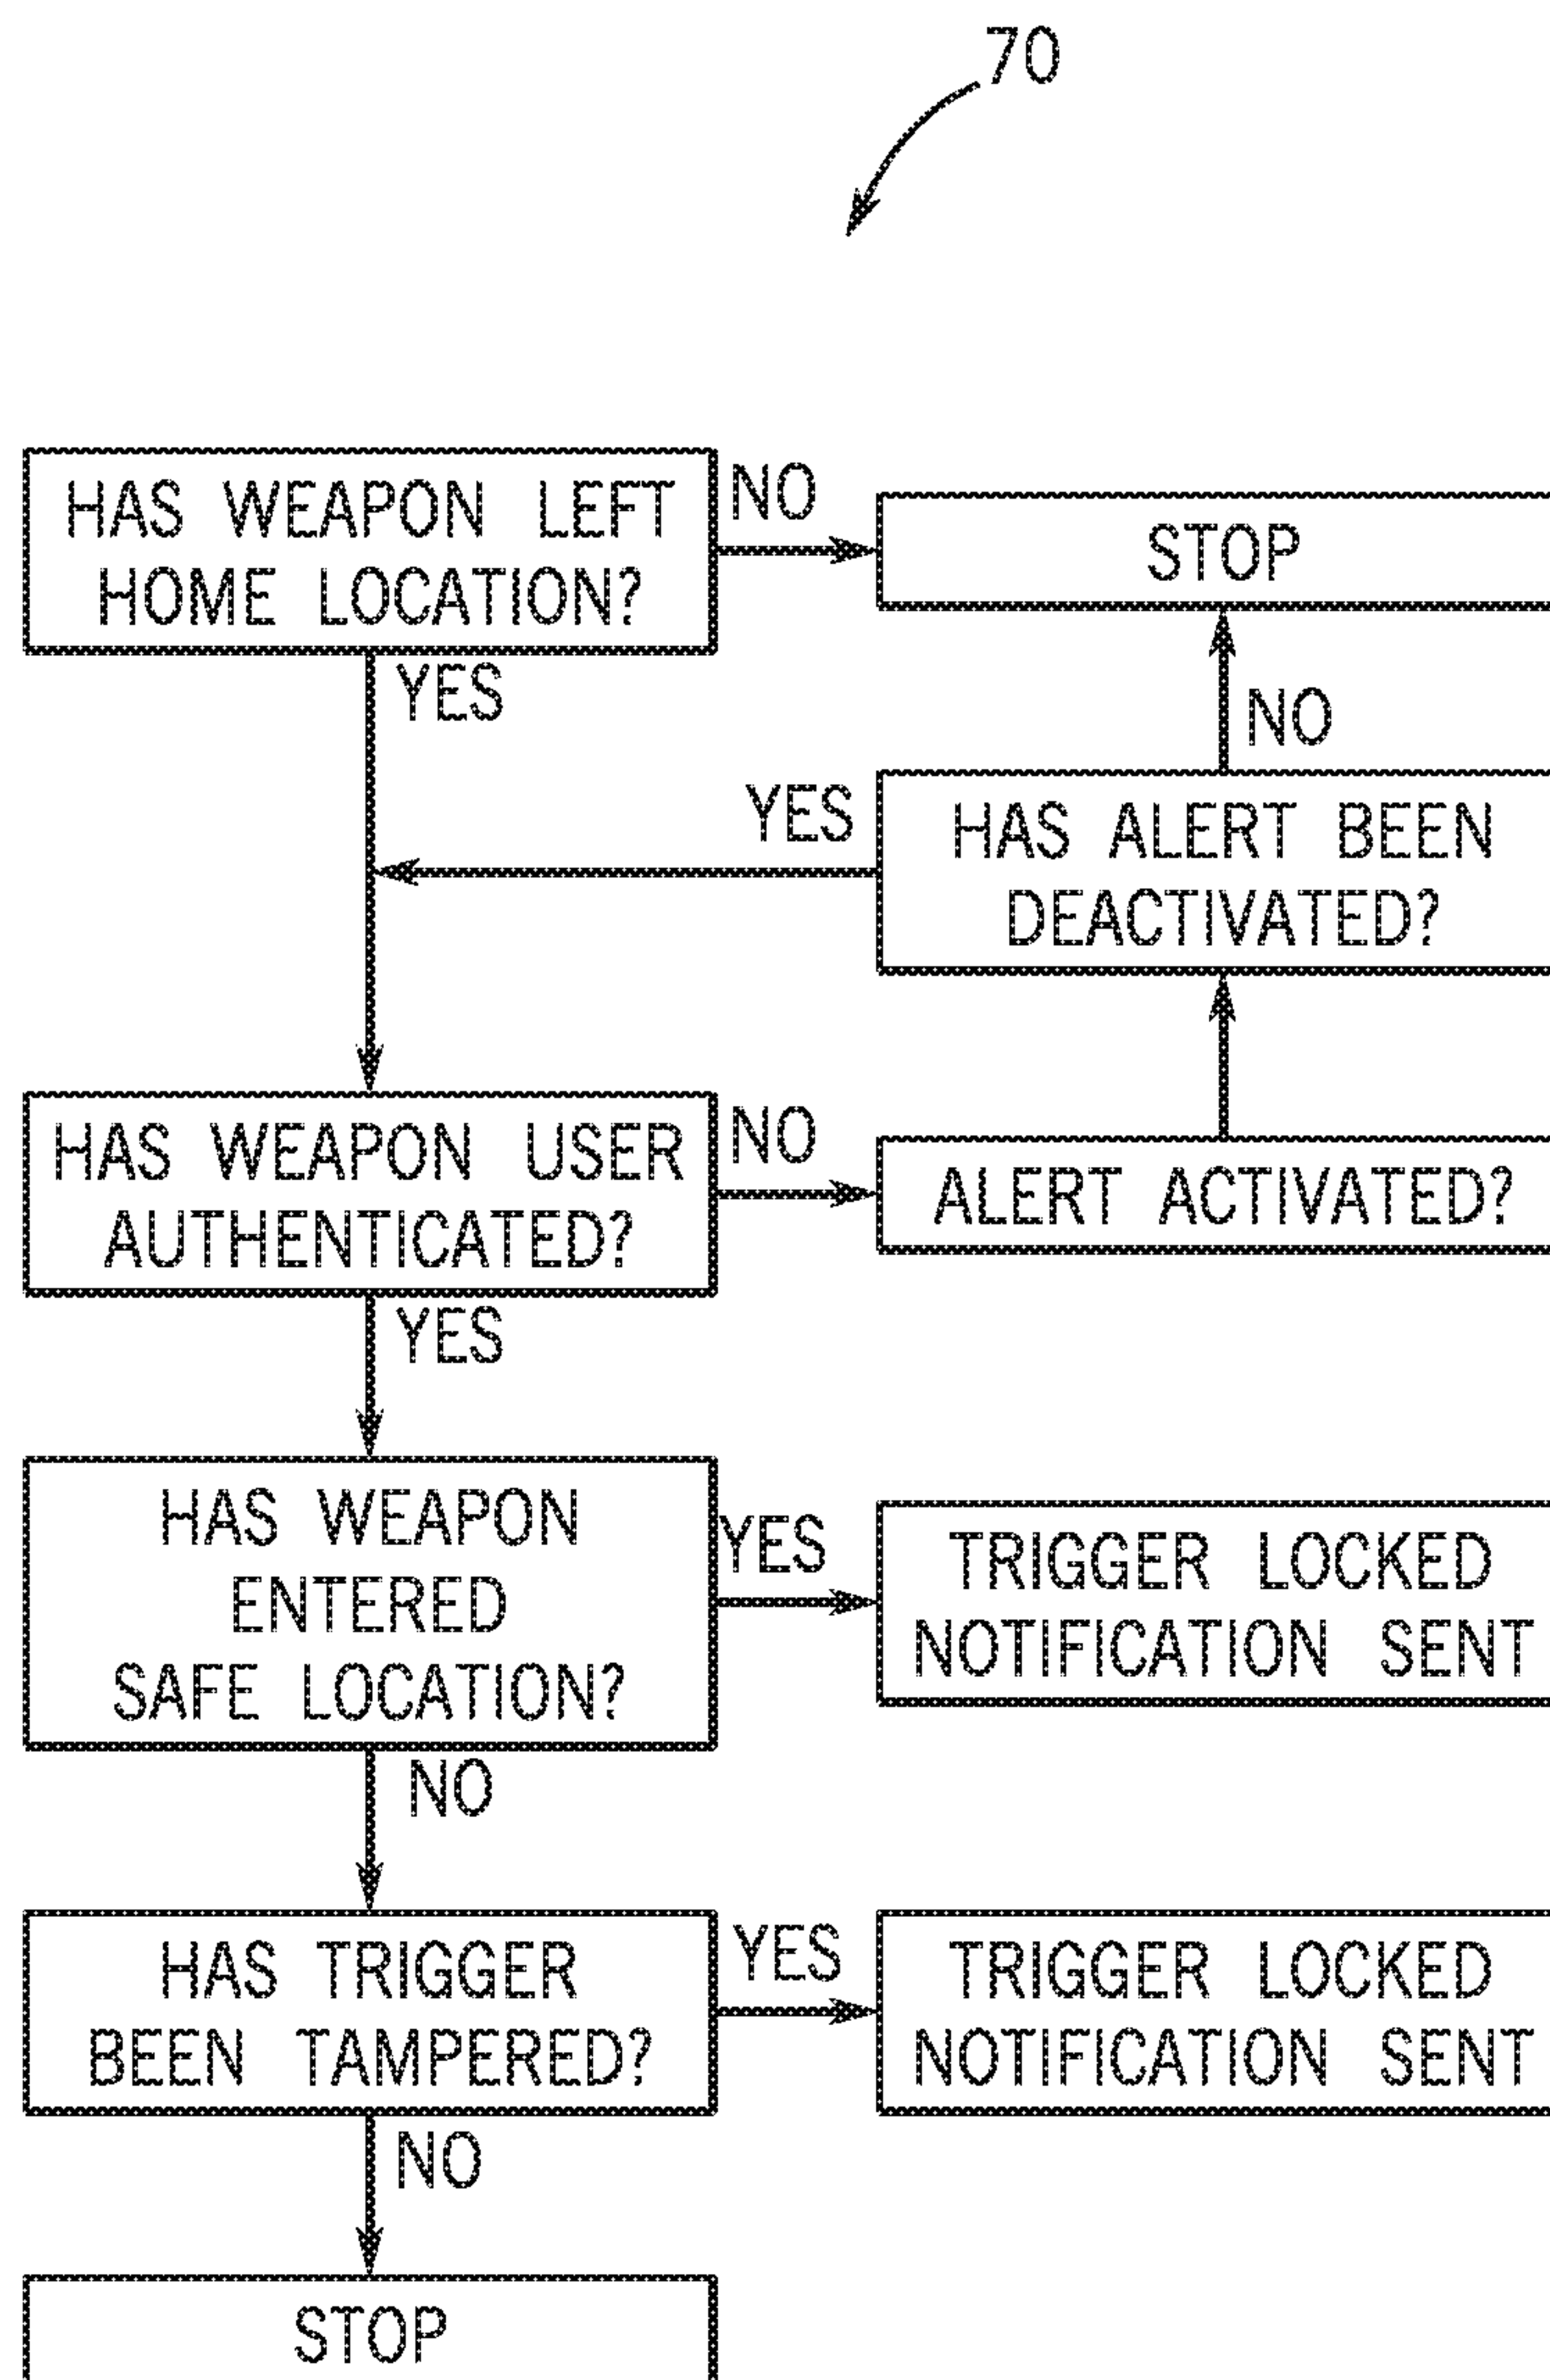 70
HAS WEAPON LEFT
HOME LOCATION?
NO
STOP
YES
NO
YES
HAS ALERT BEEN
DEACTIVATED?
HAS WEAPON USER
AUTHENTICATED?
NO
ALERT ACTIVATED?
YES
HAS WEAPON
ENTERED
SAFE LOCATION?
YES
TRIGGER LOCKED
NOTIFICATION SENT
NO
HAS TRIGGER
BEEN TAMPERED?
YES
TRIGGER LOCKED
NOTIFICATION SENT
NO
STOP